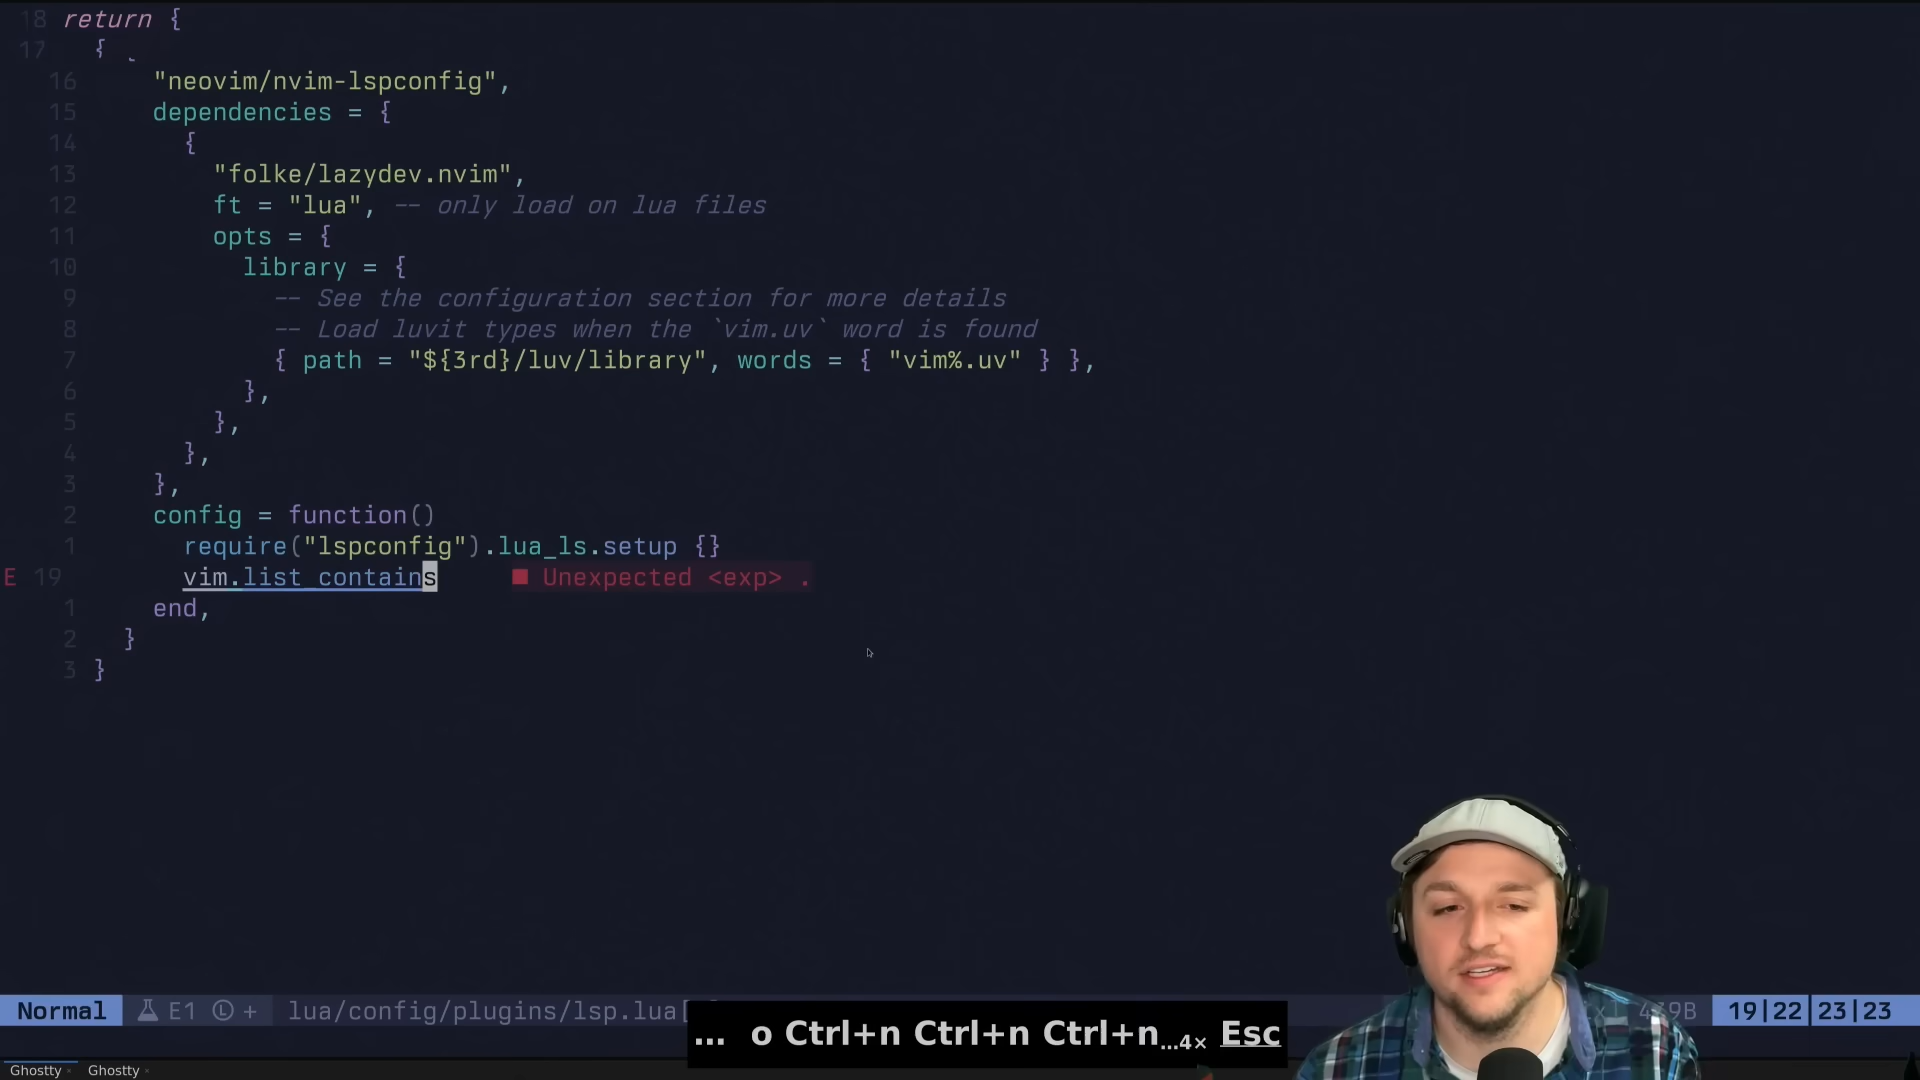 18 return {
17 {
16 "neovim/nvim-lspconfig",
15 dependencies = {
14 {
13 "folke/lazydev.nvim",
12 ft = "lua", -- only load on lua files
11 opts = {
10 library = {
9 -- See the configuration section for more details
8 -- Load luvit types when the `vim.uv` word is found
7 { path = "${3rd}/luv/library", words = { "vim%.uv" } },
6 },
5 },
4 },
3 },
2 config = function()
1 require("lspconfig").lua_ls.setup {}
E 19 vim.list_contains ■ Unexpected <exp> .
1 end,
2 }
3 }
Normal E1 Ⓛ + lua/config/plugins/lsp.lua[ 19|22 23|23
... o Ctrl+n Ctrl+n Ctrl+n...4× Esc
Ghostty Ghostty